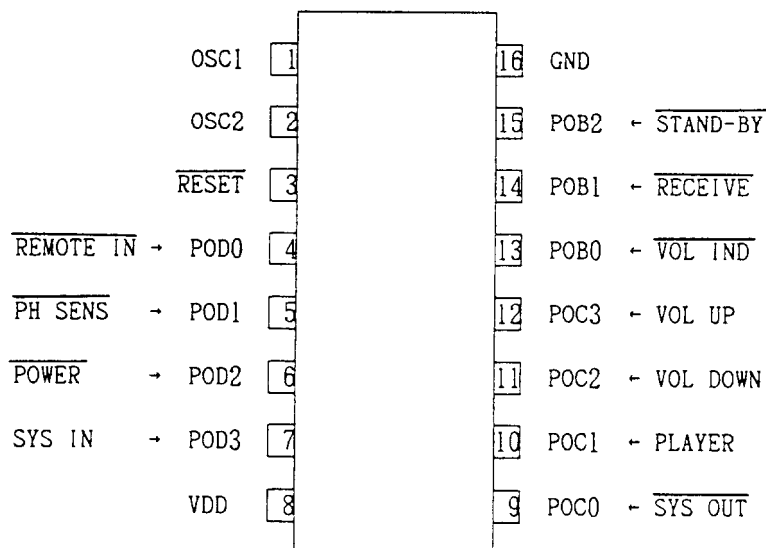 OSC1 1 16 GND
OSC2 2 15 POB2 ← STAND-BY
RESET 3 14 POB1 ← RECEIVE
REMOTE IN → POD0 4 13 POB0 ← VOL IND
PH SENS → POD1 5 12 POC3 ← VOL UP
POWER → POD2 6 11 POC2 ← VOL DOWN
SYS IN → POD3 7 10 POC1 ← PLAYER
VDD 8 9 POC0 ← SYS OUT